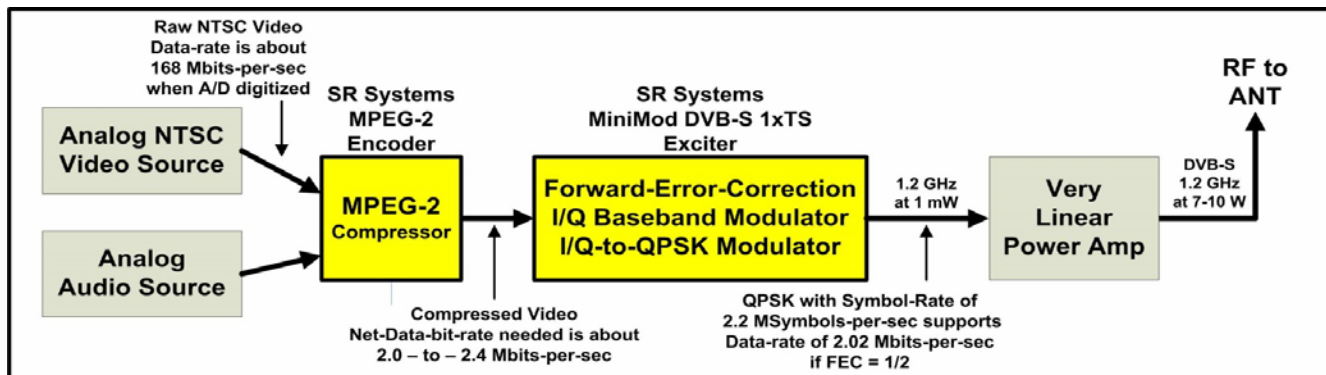 Raw NTSC Video
Data-rate is about
168 Mbits-per-sec
when A/D digitized
Analog NTSC
Video Source
Analog
Audio Source
SR Systems
MPEG-2
Encoder
MPEG-2
Compressor
Compressed Video
Net-Data-bit-rate needed is about
2.0 – to – 2.4 Mbits-per-sec
SR Systems
MiniMod DVB-S 1xTS
Exciter
Forward-Error-Correction
I/Q Baseband Modulator
I/Q-to-QPSK Modulator
1.2 GHz
at 1 mW
QPSK with Symbol-Rate of
2.2 MSymbols-per-sec supports
Data-rate of 2.02 Mbits-per-sec
if FEC = 1/2
Very
Linear
Power Amp
DVB-S
1.2 GHz
at 7-10 W
RF to
ANT